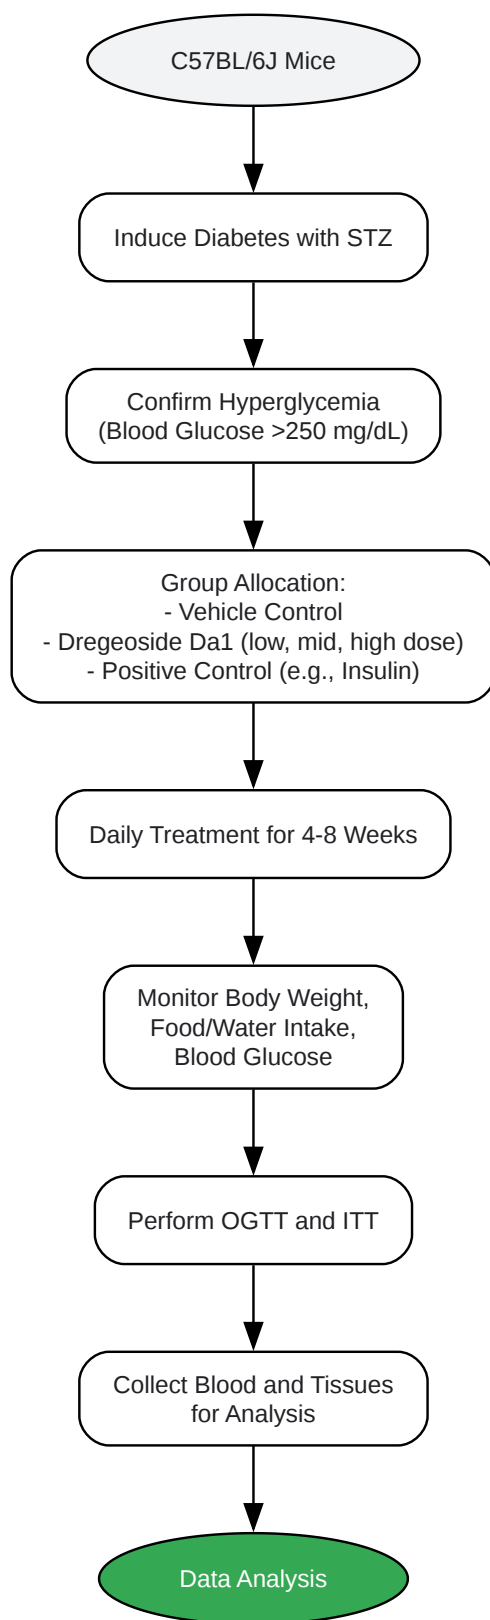 C57BL/6J Mice
Induce Diabetes with STZ
Confirm Hyperglycemia
(Blood Glucose >250 mg/dL)
Group Allocation:
- Vehicle Control
- Dregeoside Da1 (low, mid, high dose)
- Positive Control (e.g., Insulin)
Daily Treatment for 4-8 Weeks
Monitor Body Weight,
Food/Water Intake,
Blood Glucose
Perform OGTT and ITT
Collect Blood and Tissues
for Analysis
Data Analysis